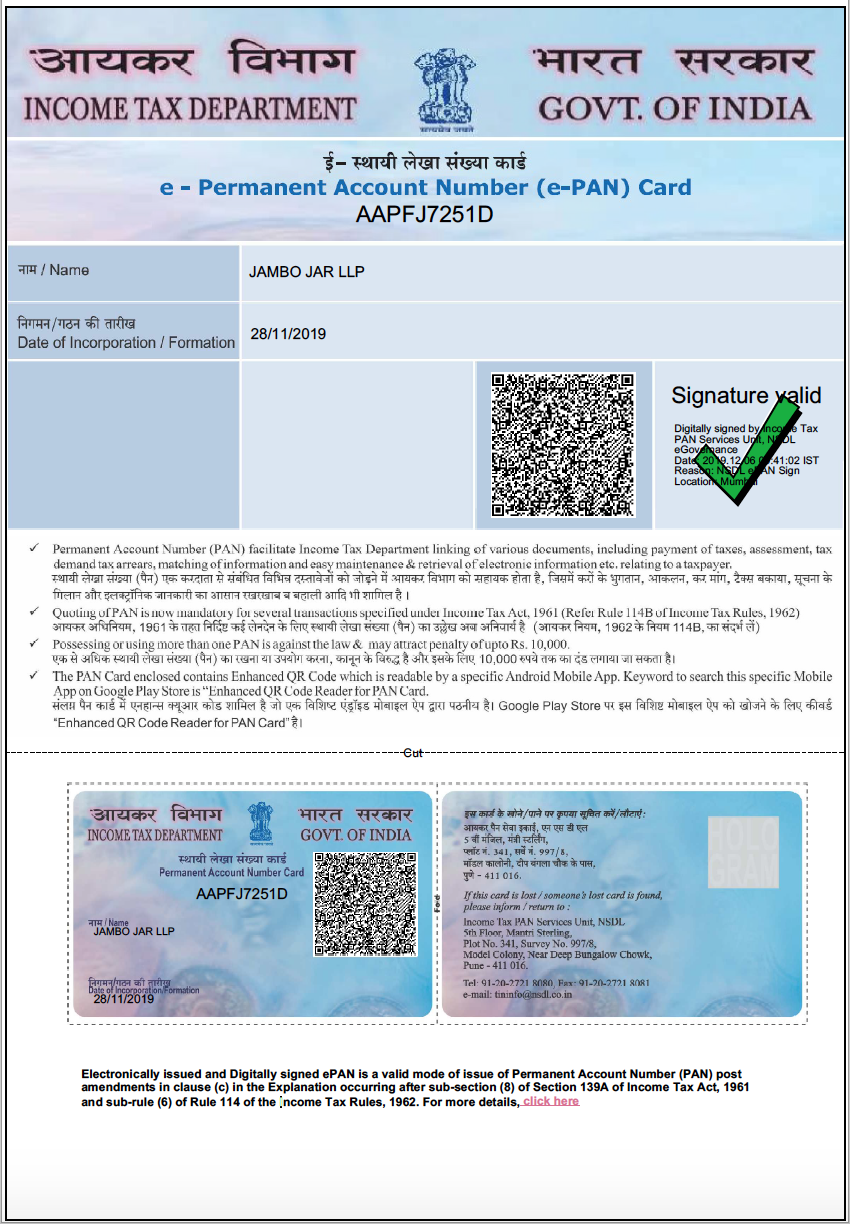 आयकर विभाग
INCOME TAX DEPARTMENT
सत्यमेव जयते
भारत सरकार
GOVT. OF INDIA
ई- स्थायी लेखा संख्या कार्ड
e - Permanent Account Number (e-PAN) Card
AAPFJ7251D
नाम / Name
JAMBO JAR LLP
निगमन/गठन की तारीख
Date of Incorporation / Formation
28/11/2019
Signature valid
Digitally signed by Income Tax
PAN Services Unit, NSDL
eGovernance
Date: 2019.12.06 :41:02 IST
Reason: NSDL ePAN Sign
Location: Mumbai
✓ Permanent Account Number (PAN) facilitate Income Tax Department linking of various documents, including payment of taxes, assessment, tax
demand tax arrears, matching of information and easy maintenance & retrieval of electronic information etc. relating to a taxpayer.
स्थायी लेखा संख्या (पैन) एक करदाता से संबंधित विभिन्न दस्तावेजों को जोड़ने में आयकर विभाग को सहायक होता है, जिसमें करों के भुगतान, आकलन, कर मांग, टैक्स बकाया, सूचना के
मिलान और इलक्ट्रॉनिक जानकारी का आसान रखरखाव व बहाली आदि भी शामिल है ।
✓ Quoting of PAN is now mandatory for several transactions specified under Income Tax Act, 1961 (Refer Rule 114B of Income Tax Rules, 1962)
आयकर अधिनियम, 1961 के तहत निर्दिष्ट कई लेनदेन के लिए स्थायी लेखा संख्या (पैन) का उल्लेख अब अनिवार्य है (आयकर नियम, 1962 के नियम 114B, का संदर्भ लें)
✓ Possessing or using more than one PAN is against the law & may attract penalty of upto Rs. 10,000.
एक से अधिक स्थायी लेखा संख्या (पैन) का रखना या उपयोग करना, कानून के विरुद्ध है और इसके लिए 10,000 रुपये तक का दंड लगाया जा सकता है।
✓ The PAN Card enclosed contains Enhanced QR Code which is readable by a specific Android Mobile App. Keyword to search this specific Mobile
App on Google Play Store is “Enhanced QR Code Reader for PAN Card.
संलग्न पैन कार्ड में एनहान्स क्यूआर कोड शामिल है जो एक विशिष्ट एंड्रॉइड मोबाइल ऐप द्वारा पठनीय है। Google Play Store पर इस विशिष्ट मोबाइल ऐप को खोजने के लिए कीवर्ड
“Enhanced QR Code Reader for PAN Card” है।
Cut
आयकर विभाग
INCOME TAX DEPARTMENT
भारत सरकार
GOVT. OF INDIA
स्थायी लेखा संख्या कार्ड
Permanent Account Number Card
AAPFJ7251D
नाम / Name
JAMBO JAR LLP
निगमन/गठन की तारीख
Date of Incorporation/Formation
28/11/2019
Fold
इस कार्ड के खोने/पाने पर कृपया सूचित करें/लौटाएं:
आयकर पैन सेवा इकाई, एन एस डी एल
5 वीं मंजिल, मंत्री स्टर्लिंग,
प्लॉट नं. 341, सर्वे नं. 997/8,
मॉडल कालोनी, दीप बंगला चौक के पास,
पुणे - 411 016.
If this card is lost / someone's lost card is found,
please inform / return to :
Income Tax PAN Services Unit, NSDL
5th Floor, Mantri Sterling,
Plot No. 341, Survey No. 997/8,
Model Colony, Near Deep Bungalow Chowk,
Pune - 411 016.
Tel: 91-20-2721 8080, Fax: 91-20-2721 8081
e-mail: tininfo@nsdl.co.in
Electronically issued and Digitally signed ePAN is a valid mode of issue of Permanent Account Number (PAN) post
amendments in clause (c) in the Explanation occurring after sub-section (8) of Section 139A of Income Tax Act, 1961
and sub-rule (6) of Rule 114 of the Income Tax Rules, 1962. For more details, click here